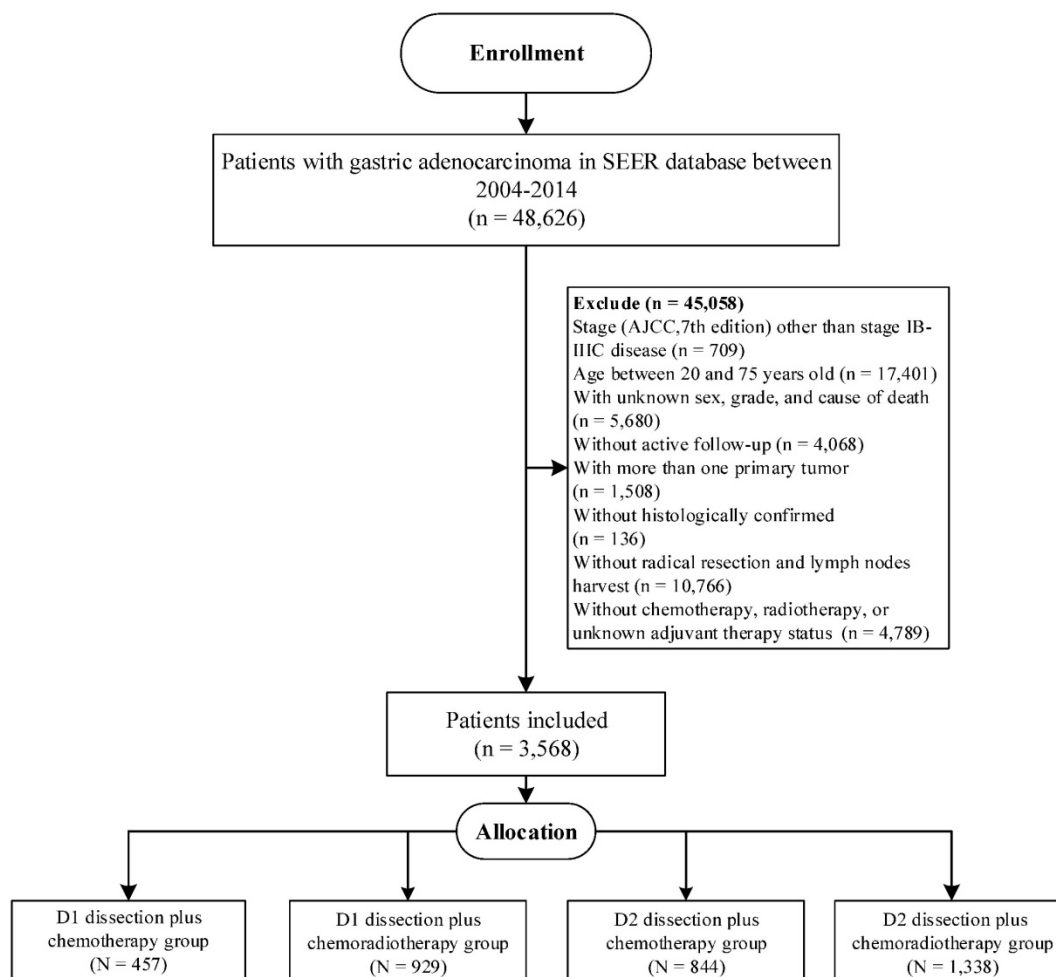 Enrollment
Patients with gastric adenocarcinoma in SEER database between
2004-2014
(n = 48,626)
Exclude (n = 45,058)
Stage (AJCC,7th edition) other than stage IB-
IIIC disease (n = 709)
Age between 20 and 75 years old (n = 17,401)
With unknown sex, grade, and cause of death
(n = 5,680)
Without active follow-up (n = 4,068)
With more than one primary tumor
(n = 1,508)
Without histologically confirmed
(n = 136)
Without radical resection and lymph nodes
harvest (n = 10,766)
Without chemotherapy, radiotherapy, or
unknown adjuvant therapy status (n = 4,789)
Patients included
(n = 3,568)
Allocation
D1 dissection plus
chemotherapy group
(N = 457)
D1 dissection plus
chemoradiotherapy group
(N = 929)
D2 dissection plus
chemotherapy group
(N = 844)
D2 dissection plus
chemoradiotherapy group
(N = 1,338)